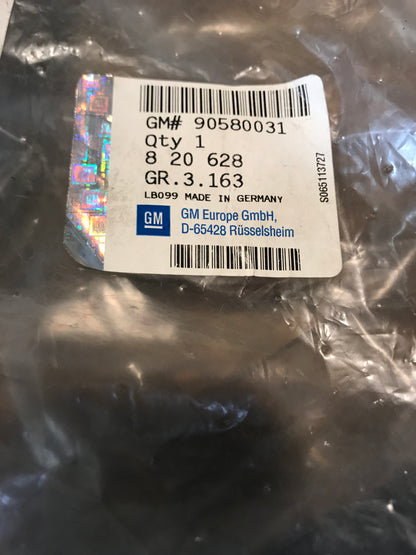 GM# 90580031
Qty 1
8 20 628
GR.3.163
LB099 MADE IN GERMANY
GM
GM Europe GmbH,
D-65428 Rüsselsheim
S065113727